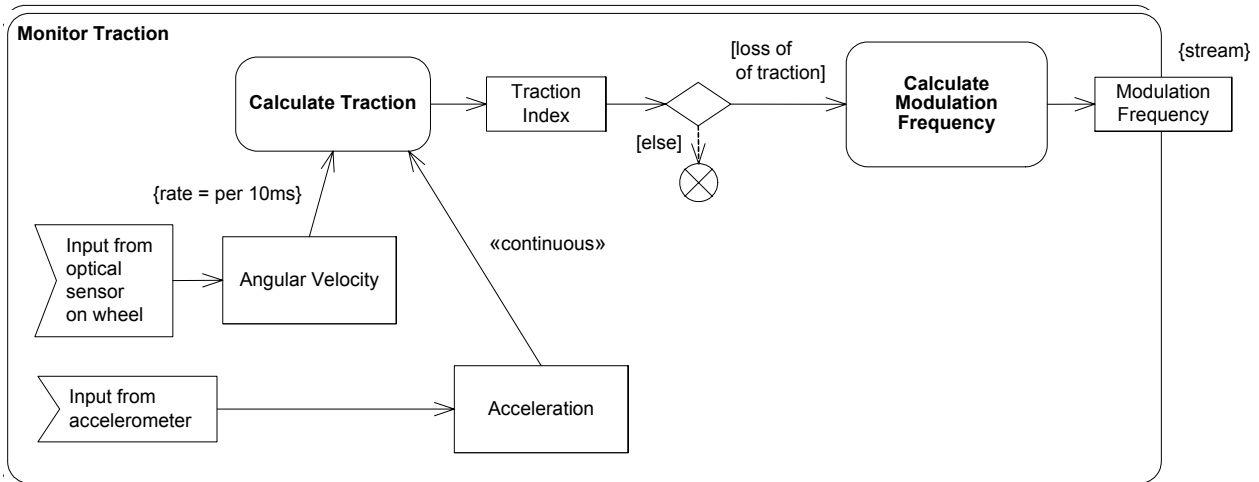 Monitor Traction
Calculate Traction
Traction
Index
[loss of
of traction]
[else]
Calculate
Modulation
Frequency
{stream}
Modulation
Frequency
{rate = per 10ms}
«continuous»
Input from
optical
sensor
on wheel
Angular Velocity
Input from
accelerometer
Acceleration